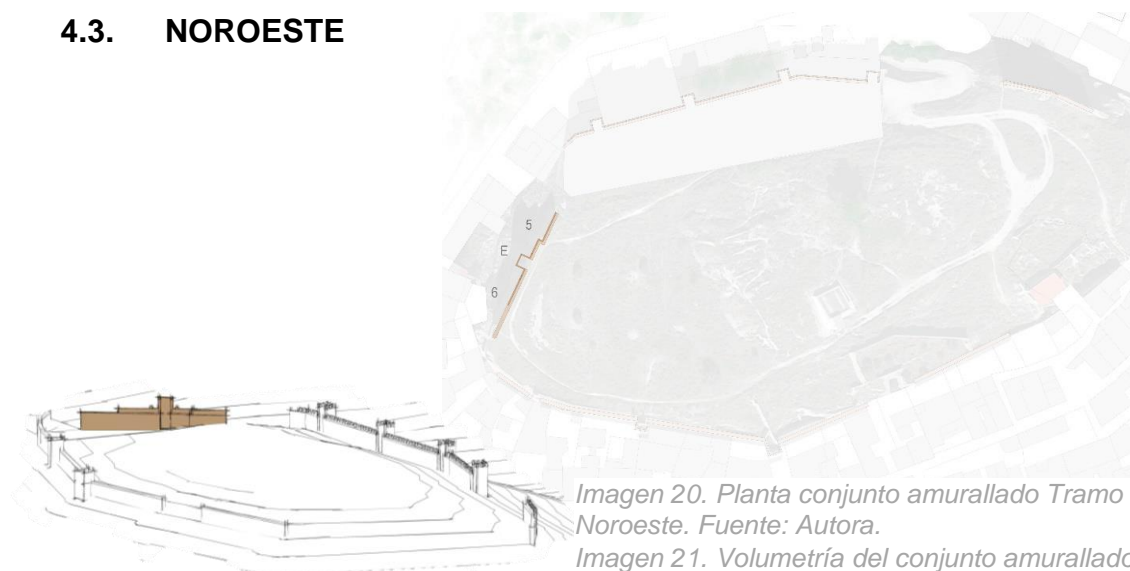 4.3. NOROESTE
5
E
6
Imagen 20. Planta conjunto amurallado Tramo
Noroeste. Fuente: Autora.
Imagen 21. Volumetría del conjunto amurallado